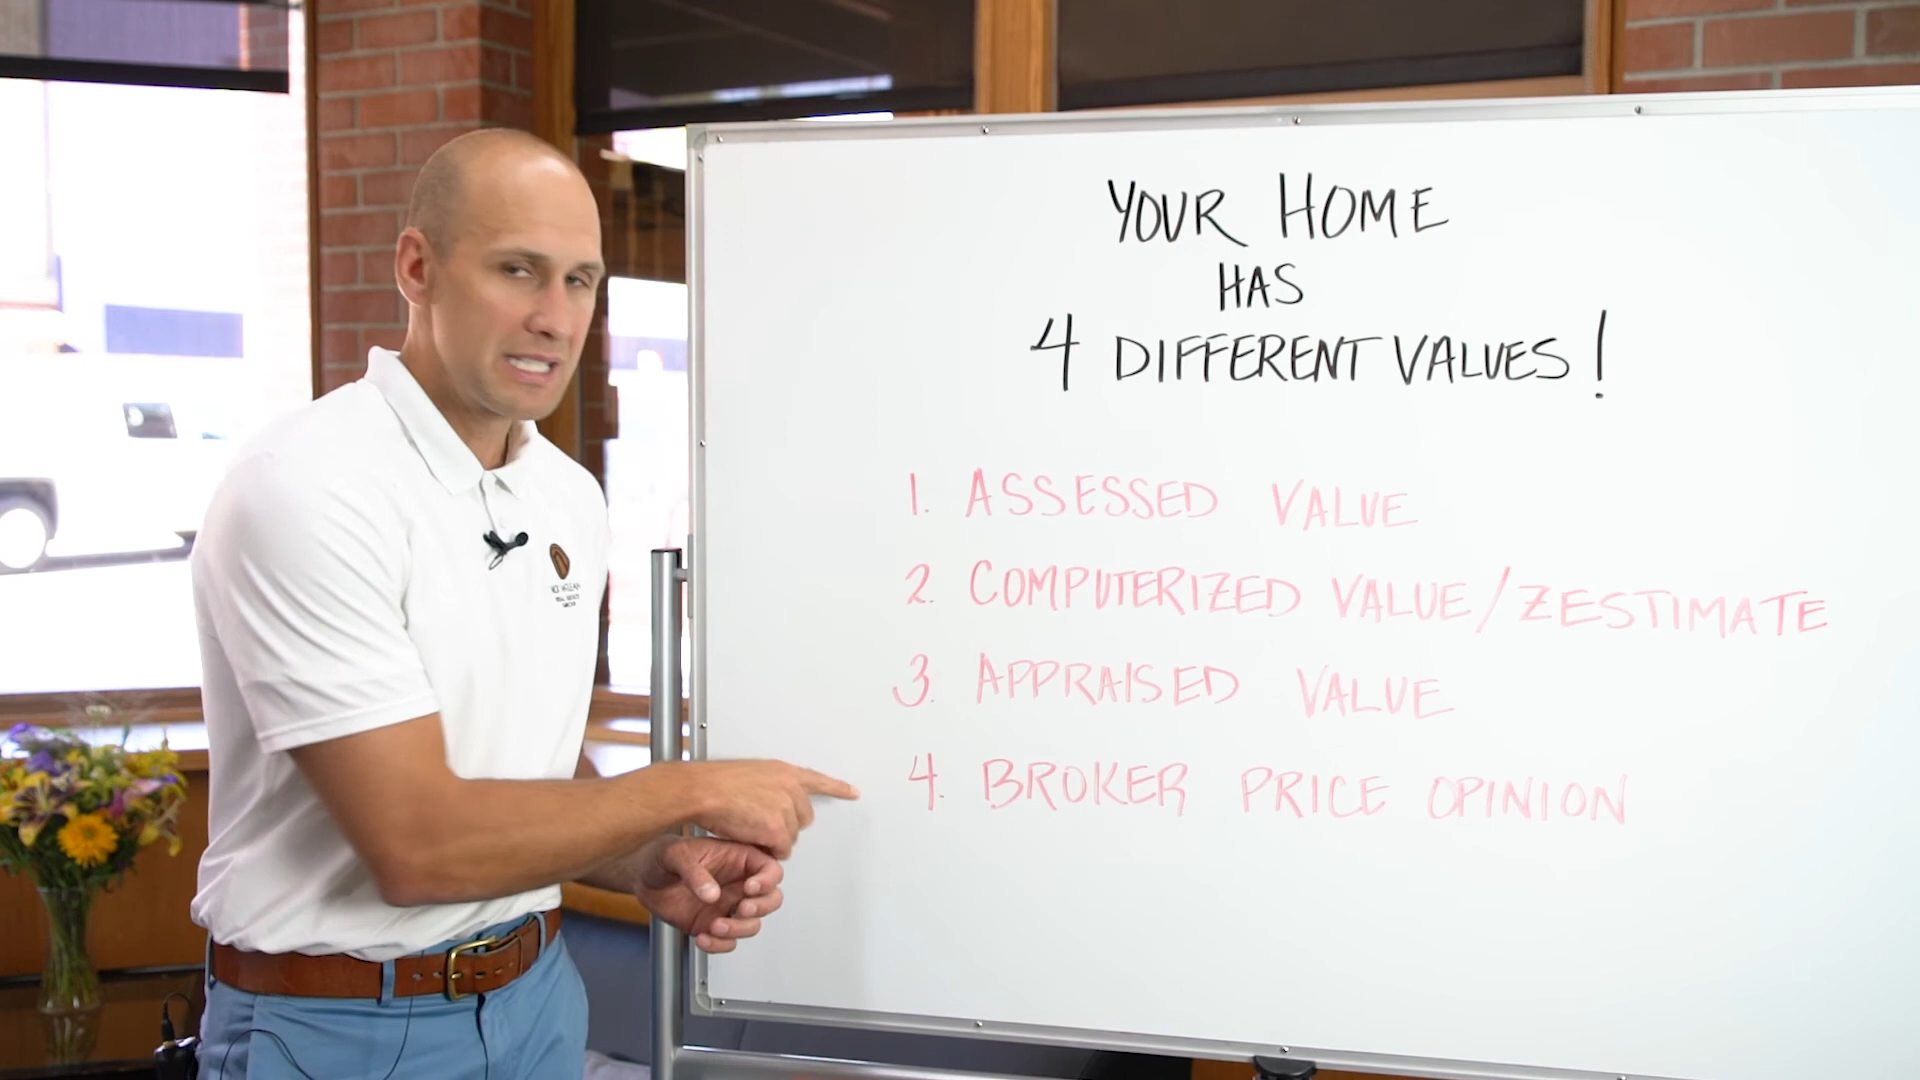 YOUR HOME
HAS
4 DIFFERENT VALUES!
1. ASSESSED VALUE
2. COMPUTERIZED VALUE/ZESTIMATE
3. APPRAISED VALUE
4. BROKER PRICE OPINION